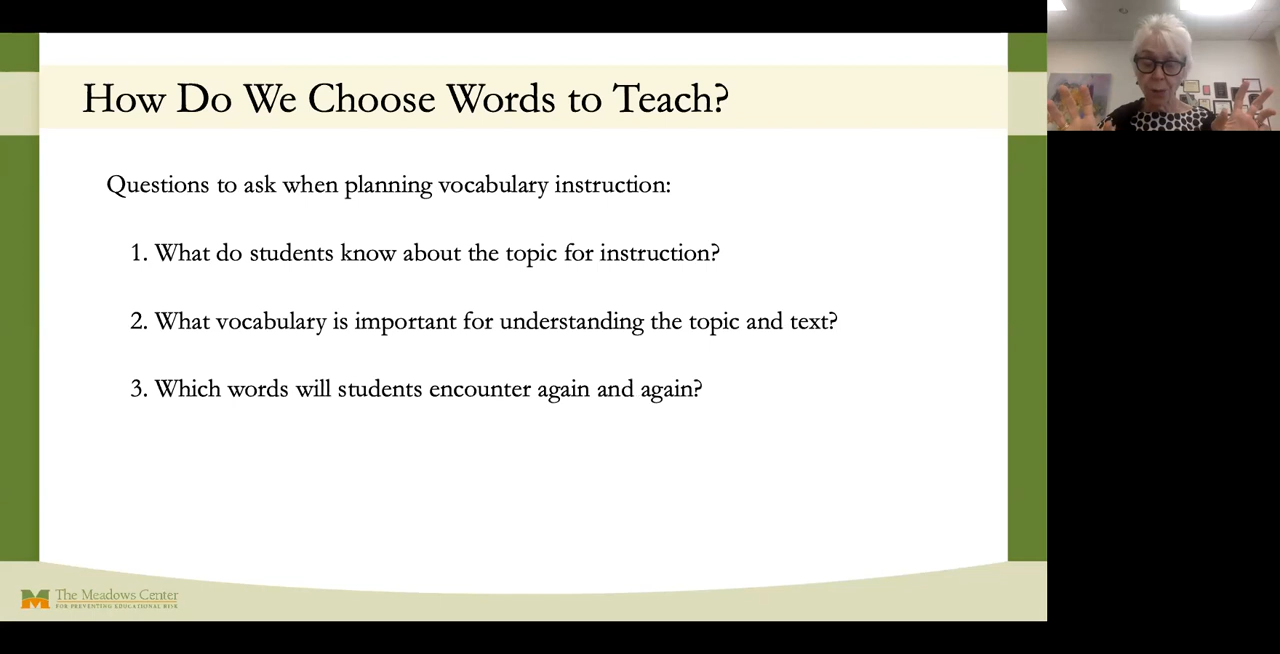 How Do We Choose Words to Teach?
Questions to ask when planning vocabulary instruction:
1. What do students know about the topic for instruction?
2. What vocabulary is important for understanding the topic and text?
3. Which words will students encounter again and again?
The Meadows Center
FOR PREVENTING EDUCATIONAL RISK